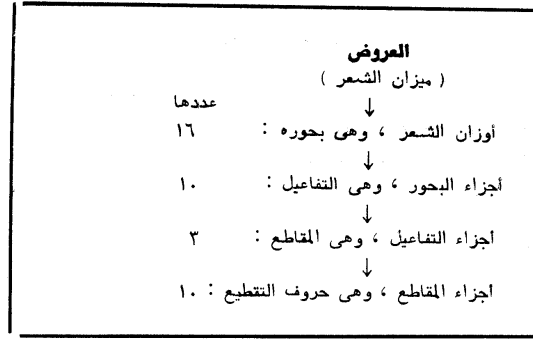 العروض
( ميزان الشعر )
عددها
↓
أوزان الشعر ، وهى بحوره : ١٦
↓
أجزاء البحور ، وهى التفاعيل : ١٠
↓
أجزاء التفاعيل ، وهى المقاطع : ٣
↓
أجزاء المقاطع ، وهى حروف التقطيع : ١٠